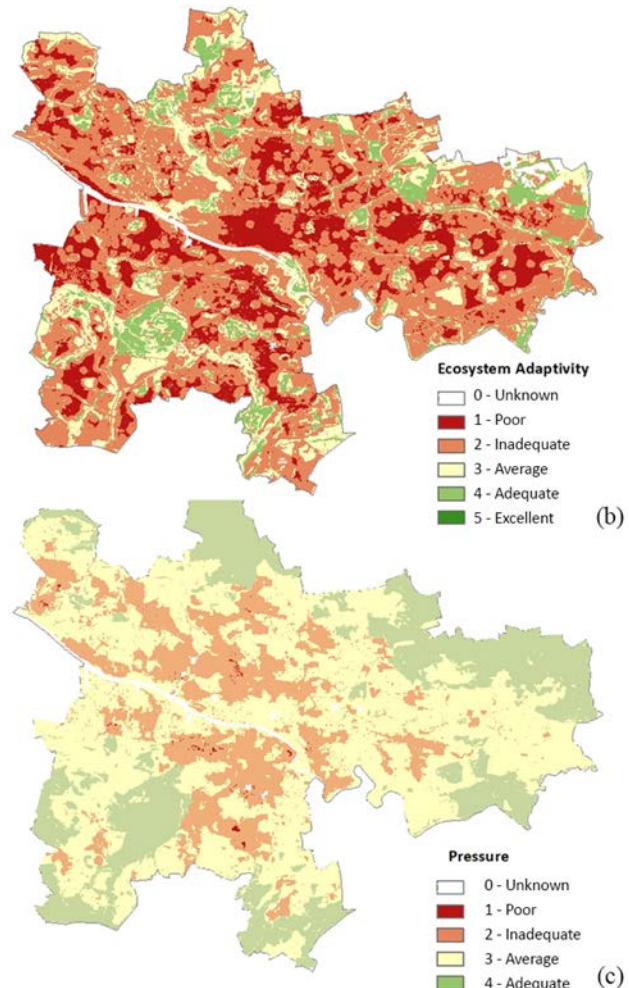 Ecosystem Adaptivity
0 - Unknown
1 - Poor
2 - Inadequate
3 - Average
4 - Adequate
5 - Excellent
(b)
Pressure
0 - Unknown
1 - Poor
2 - Inadequate
3 - Average
4 - Adequate
(c)